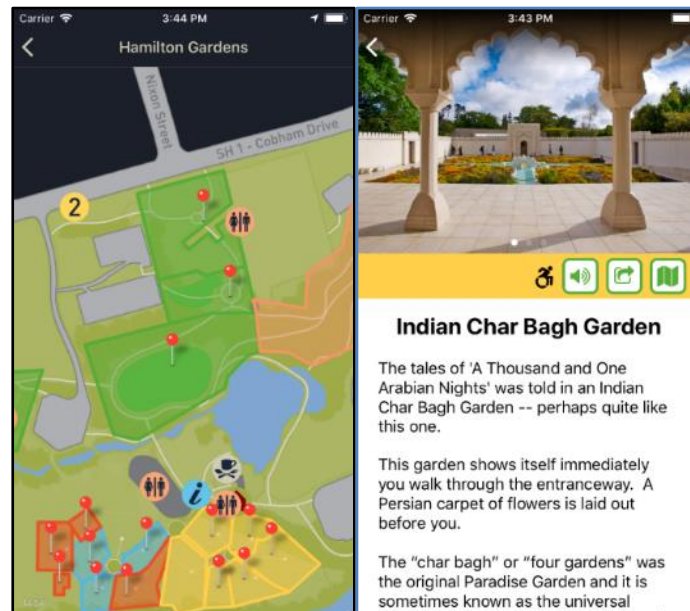 Carrier 3:44 PM
Hamilton Gardens
Nixon Street
SH 1 - Cobham Drive
2
i
Carrier 3:43 PM
Indian Char Bagh Garden
The tales of 'A Thousand and One
Arabian Nights' was told in an Indian
Char Bagh Garden -- perhaps quite like
this one.
This garden shows itself immediately
you walk through the entranceway.  A
Persian carpet of flowers is laid out
before you.
The “char bagh” or “four gardens” was
the original Paradise Garden and it is
sometimes known as the universal